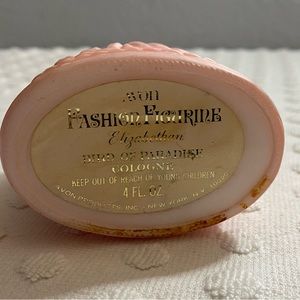 AVON
FASHION FIGURINE
Elizabethan
BIRD OF PARADISE
COLOGNE
KEEP OUT OF REACH OF YOUNG CHILDREN
4 FL. OZ.
AVON PRODUCTS, INC. • NEW YORK, N.Y. 10020